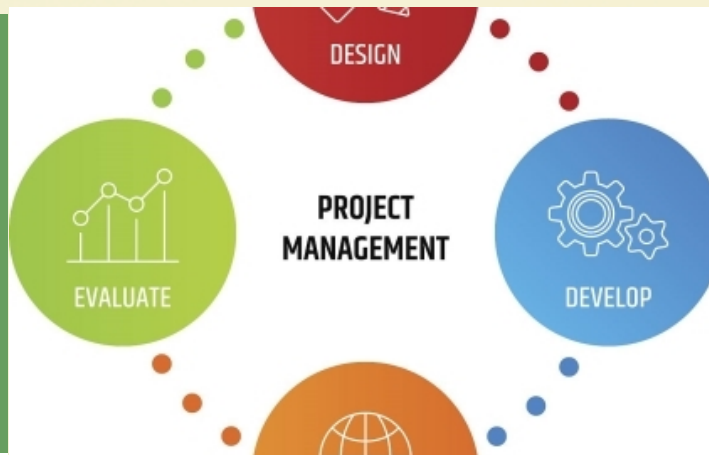 DESIGN
PROJECT
MANAGEMENT
EVALUATE
DEVELOP